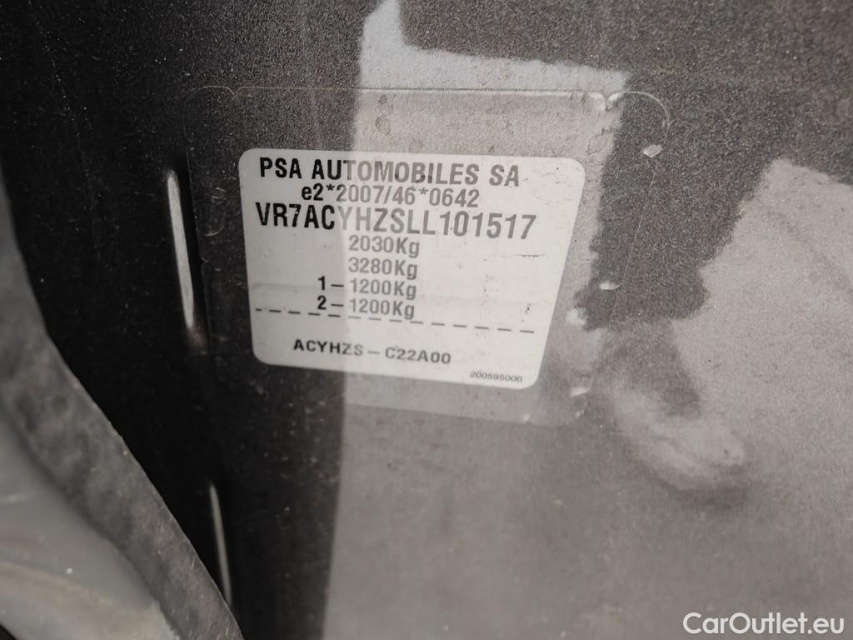 PSA AUTOMOBILES SA
e2*2007/46*0642
VR7ACYHZSLL101517
2030Kg
3280Kg
1-1200Kg
2-1200Kg
ACYHZS-C22A00
200595000
CarOutlet.eu